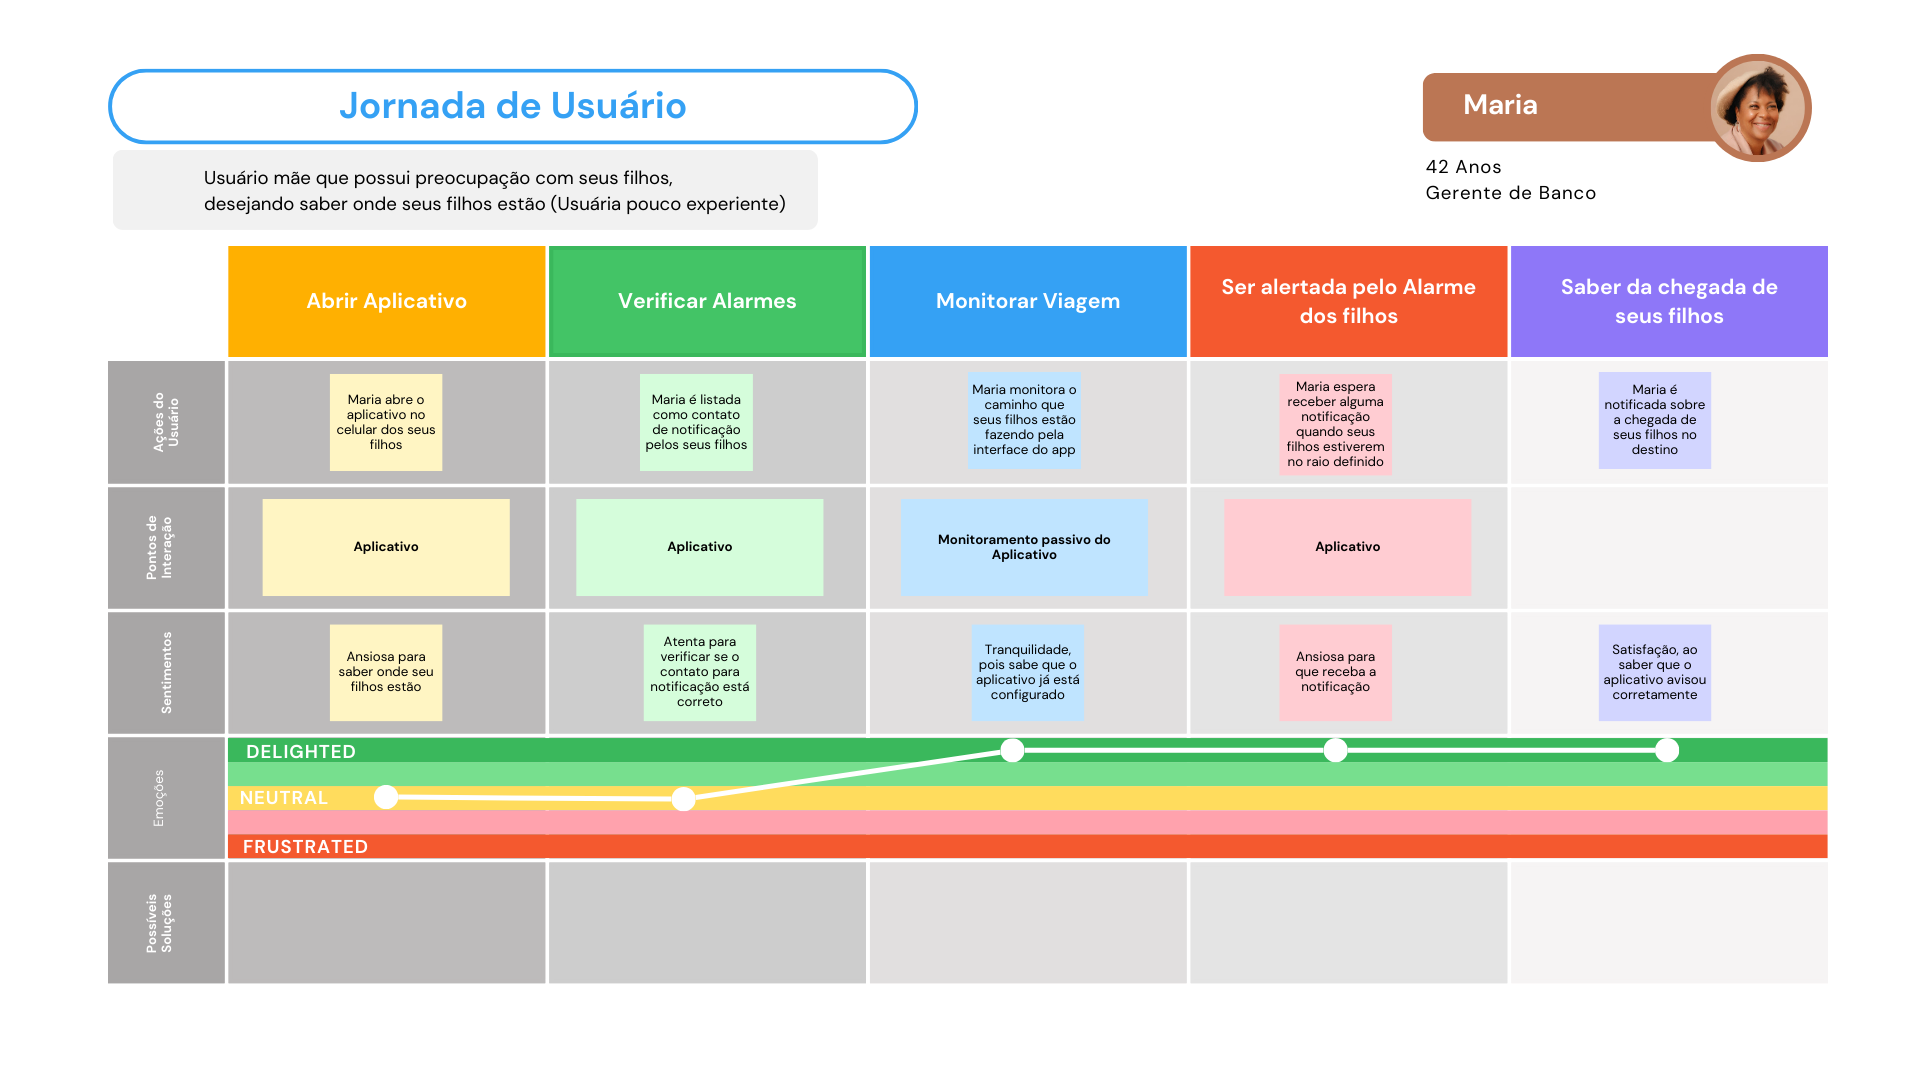 Jornada de Usuário
Maria
Usuário mãe que possui preocupação com seus filhos,
desejando saber onde seus filhos estão (Usuária pouco experiente)
42 Anos
Gerente de Banco
Abrir Aplicativo
Verificar Alarmes
Monitorar Viagem
Ser alertada pelo Alarme
dos filhos
Saber da chegada de
seus filhos
Ações do
Usuário
Maria abre o
aplicativo no
celular dos seus
filhos
Maria é listada
como contato
de notificação
pelos seus filhos
Maria monitora o
caminho que
seus filhos estão
fazendo pela
interface do app
Maria espera
receber alguma
notificação
quando seus
filhos estiverem
no raio definido
Maria é
notificada sobre
a chegada de
seus filhos no
destino
Pontos de
Interação
Aplicativo
Aplicativo
Monitoramento passivo do
Aplicativo
Aplicativo
Sentimentos
Ansiosa para
saber onde seu
filhos estão
Atenta para
verificar se o
contato para
notificação está
correto
Tranquilidade,
pois sabe que o
aplicativo já está
configurado
Ansiosa para
que receba a
notificação
Satisfação, ao
saber que o
aplicativo avisou
corretamente
Emoções
DELIGHTED
NEUTRAL
FRUSTRATED
Possíveis
Soluções